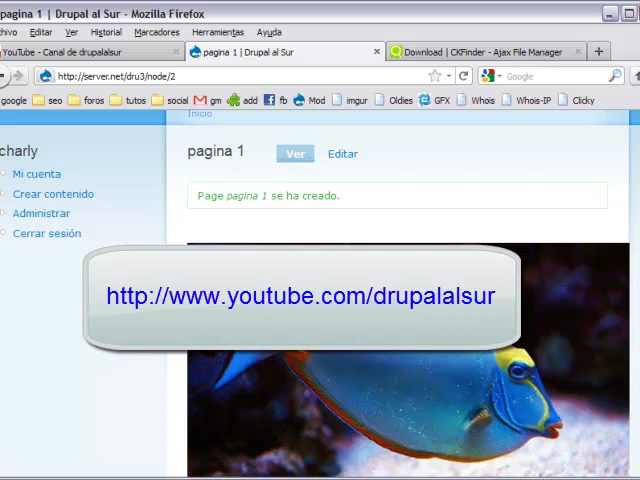 pagina 1 | Drupal al Sur - Mozilla Firefox
Editar Ver Historial Marcadores Herramientas Ayuda
YouTube - Canal de drupalalsur
pagina 1 | Drupal al Sur
Download | CKFinder - Ajax File Manager
http://server.net/dru3/node/2
Google
google seo foros tutos social gm add fb Mod imgur Oldies GFX Whois Whois-IP Clicky
Inicio
charly
pagina 1 Ver Editar
Mi cuenta
Crear contenido
Administrar
Cerrar sesión
Page pagina 1 se ha creado.
http://www.youtube.com/drupalalsur